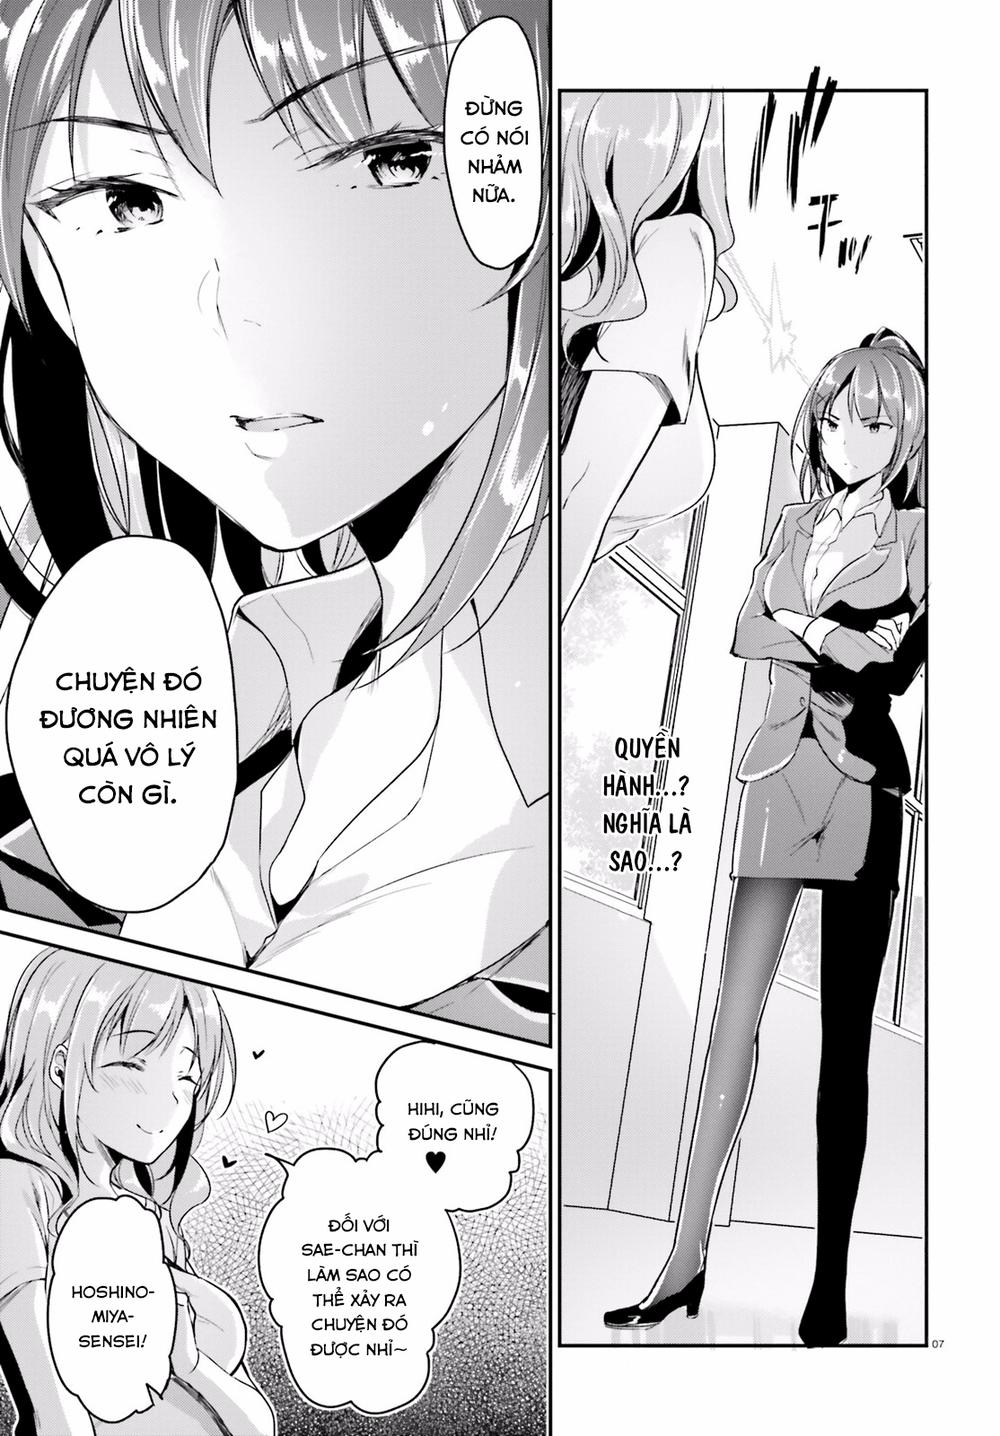 QUYỀN
HÀNH...?
NGHĨA LÀ
SAO...?
ĐỪNG
CÓ NÓI
NHẢM
NỮA.
CHUYỆN ĐÓ
ĐƯƠNG NHIÊN
QUÁ VÔ LÝ
CÒN GÌ.
HIHI, CŨNG
ĐÚNG NHỈ!
♥
ĐỐI VỚI
SAE-CHAN THÌ
LÀM SAO CÓ
THỂ XẢY RA
CHUYỆN ĐÓ
ĐƯỢC NHỈ~
HOSHINO-
MIYA-
SENSEI!
07